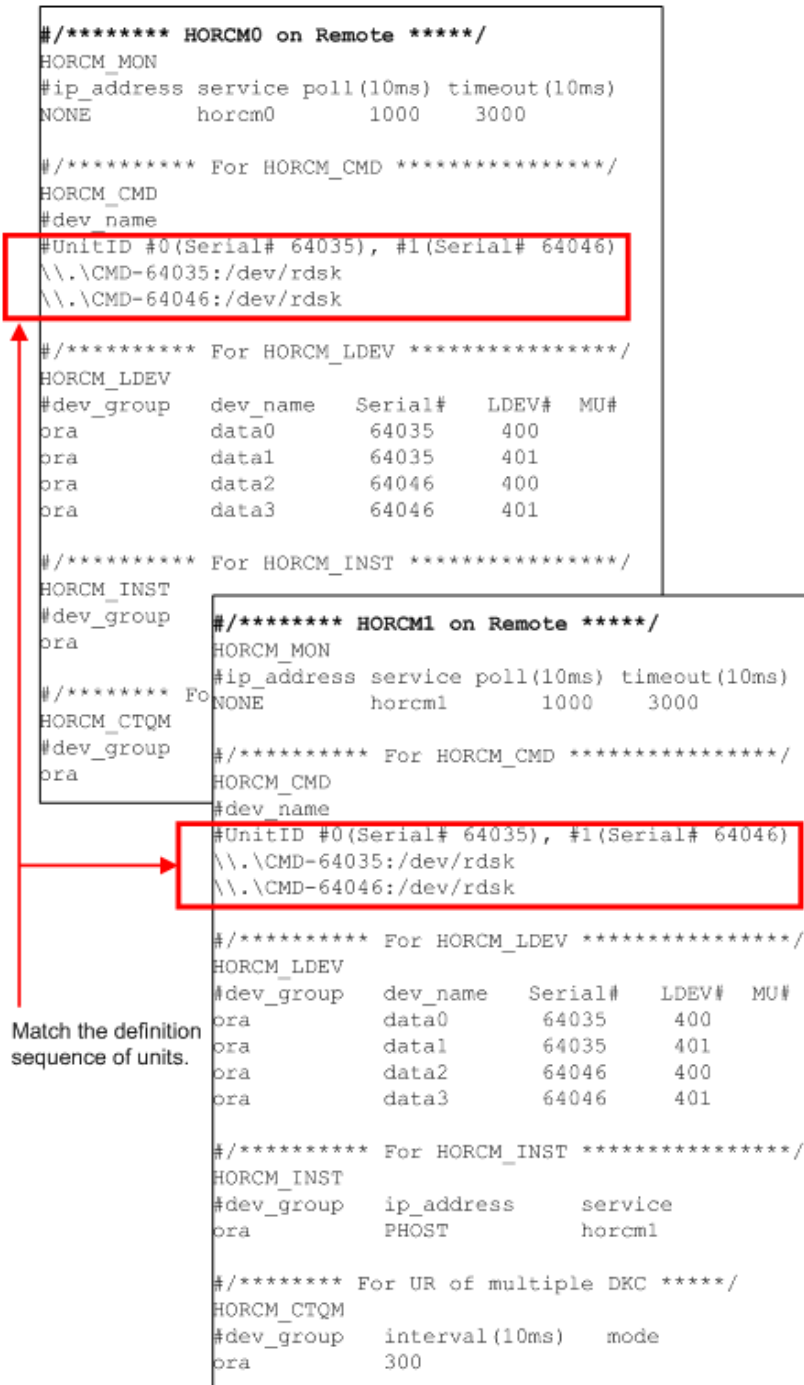 #/******** HORCM0 on Remote *****/
HORCM_MON
#ip_address service poll(10ms) timeout(10ms)
NONE horcm0 1000 3000
#/********** For HORCM_CMD ****************/
HORCM_CMD
#dev_name
#UnitID #0(Serial# 64035), #1(Serial# 64046)
\\.\CMD-64035:/dev/rdsk
\\.\CMD-64046:/dev/rdsk
#/********** For HORCM_LDEV ****************/
HORCM_LDEV
#dev_group dev_name Serial# LDEV# MU#
ora data0 64035 400
ora data1 64035 401
ora data2 64046 400
ora data3 64046 401
#/********** For HORCM_INST ****************/
HORCM_INST
#dev_group
ora
#/******** Fo
HORCM_CTQM
#dev_group
ora
#/******** HORCM1 on Remote *****/
HORCM_MON
#ip_address service poll(10ms) timeout(10ms)
NONE horcm1 1000 3000
#/********** For HORCM_CMD ****************/
HORCM_CMD
#dev_name
#UnitID #0(Serial# 64035), #1(Serial# 64046)
\\.\CMD-64035:/dev/rdsk
\\.\CMD-64046:/dev/rdsk
#/********** For HORCM_LDEV ****************/
HORCM_LDEV
#dev_group dev_name Serial# LDEV# MU#
ora data0 64035 400
ora data1 64035 401
ora data2 64046 400
ora data3 64046 401
#/********** For HORCM_INST ****************/
HORCM_INST
#dev_group ip_address service
ora PHOST horcm1
#/******** For UR of multiple DKC *****/
HORCM_CTQM
#dev_group interval(10ms) mode
ora 300
Match the definition
sequence of units.